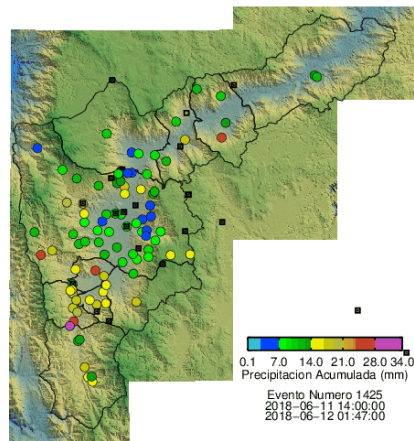 0.1 7.0 14.0 21.0 28.0 34.0
Precipitacion Acumulada (mm)
Evento Numero 1425
2018-06-11 14:00:00
2018-06-12 01:47:00